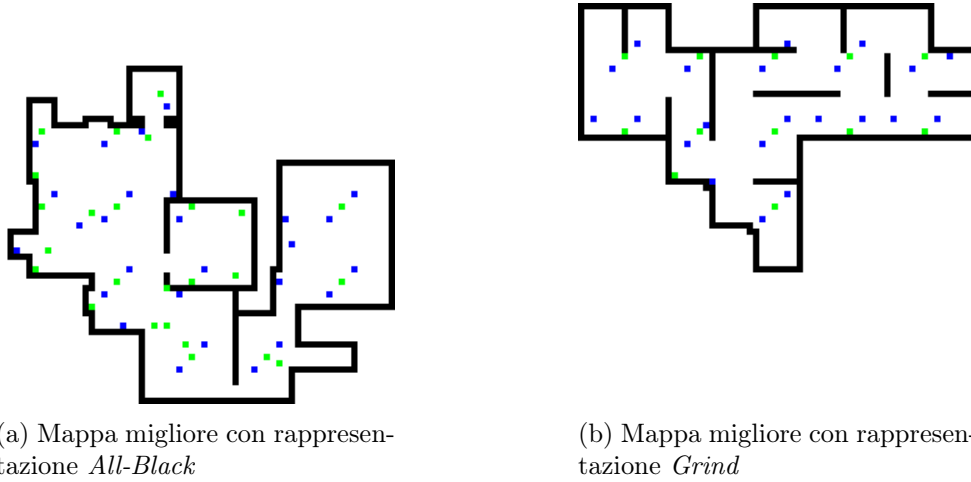 (a) Mappa migliore con rappresen-
tazione All-Black
(b) Mappa migliore con rappresen-
tazione Grind